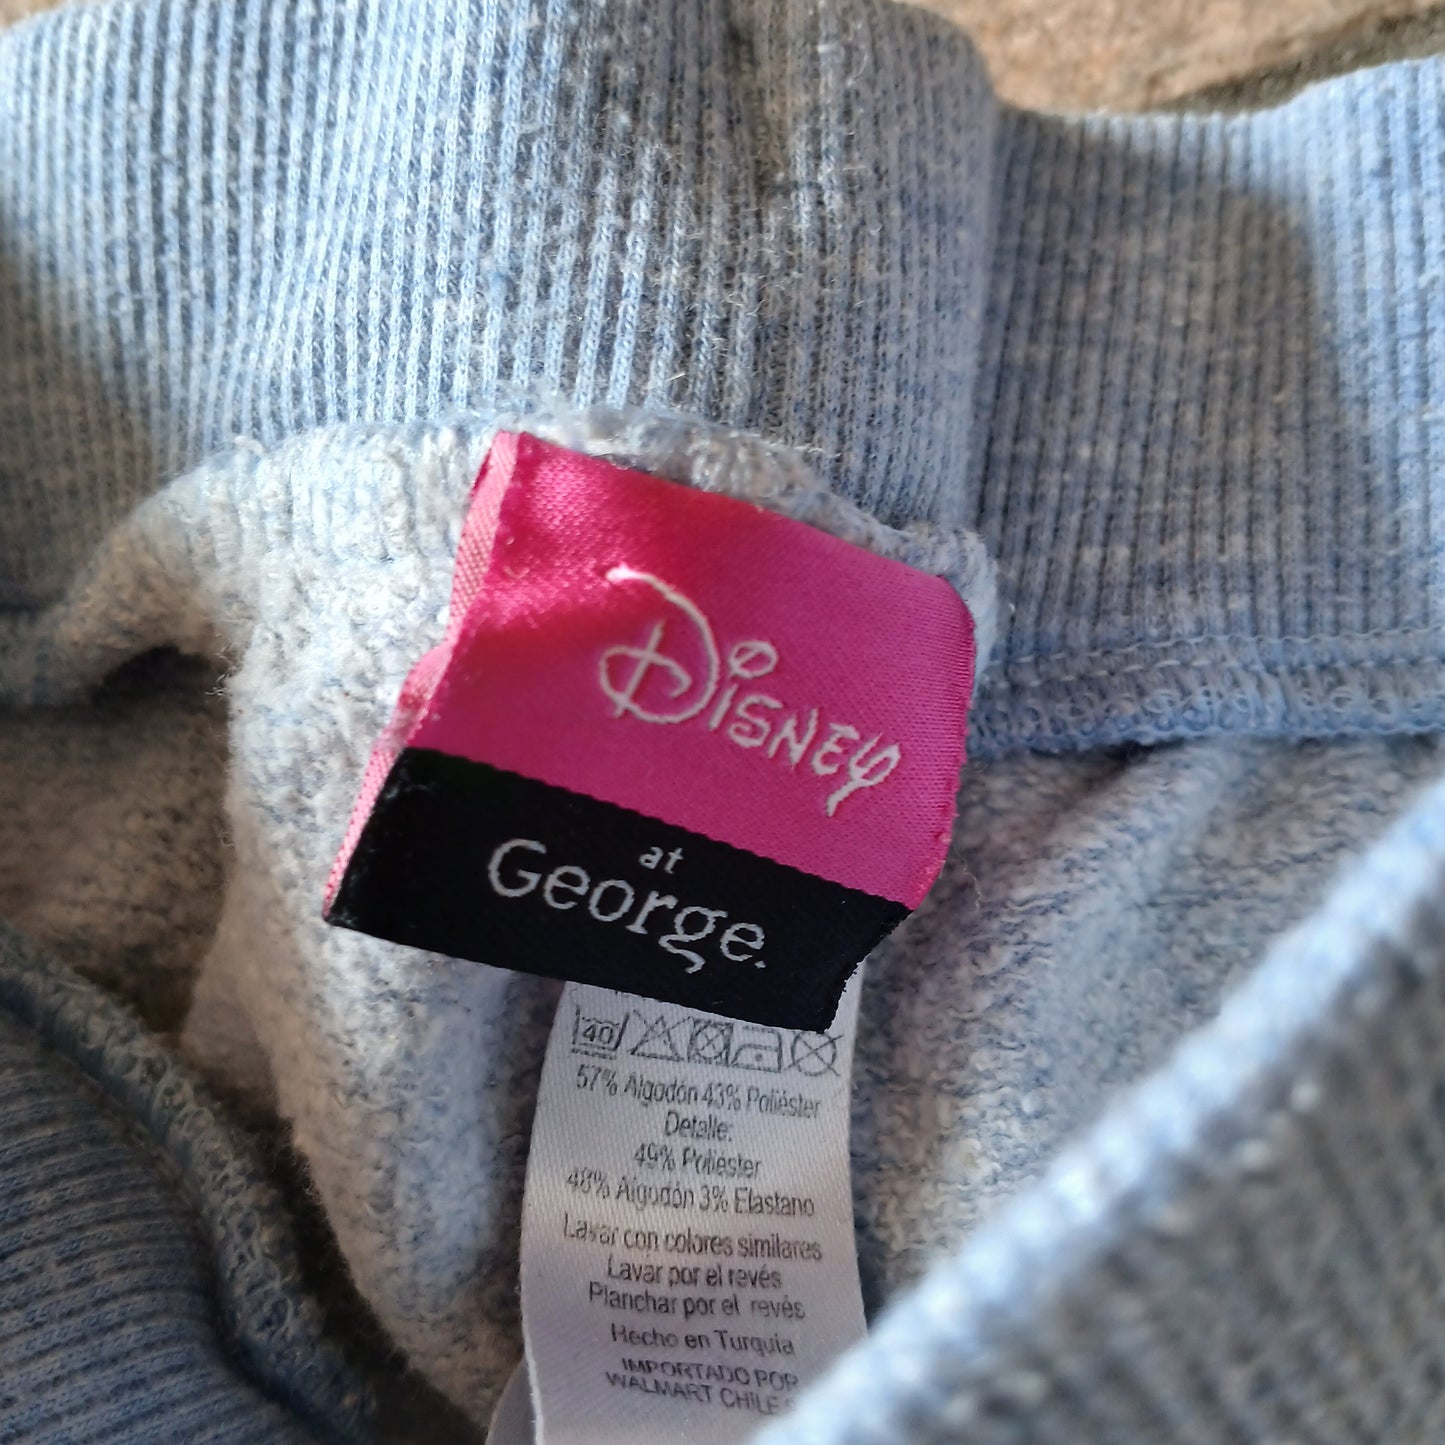 Disney
at
George.
40
57% Algodón 43% Poliéster
Detalle:
49% Poliéster
48% Algodón 3% Elastano
Lavar con colores similares
Lavar por el revés
Planchar por el revés
Hecho en Turquía
IMPORTADO POR
WALMART CHILE